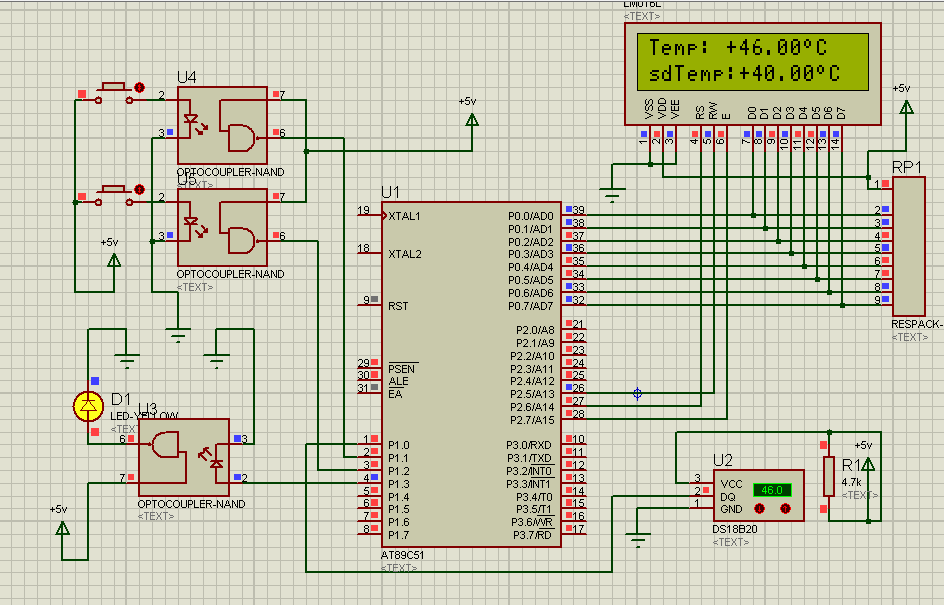 LM016L
<TEXT>
Temp: +46.00°C
sdTemp:+40.00°C
VSS VDD VEE RS RW E D0 D1 D2 D3 D4 D5 D6 D7
1 2 3 4 5 6 7 8 9 10 11 12 13 14
+5v
RP1
1
2
3
4
5
6
7
8
9
RESPACK-
<TEXT>
U4
2 7
3 6
OPTOCOUPLER-NAND
<TEXT>
U5
2 7
3 6
OPTOCOUPLER-NAND
<TEXT>
+5v
+5v
U1
19 XTAL1
18 XTAL2
9 RST
29 PSEN
30 ALE
31 EA
1 P1.0
2 P1.1
3 P1.2
4 P1.3
5 P1.4
6 P1.5
7 P1.6
8 P1.7
P0.0/AD0 39
P0.1/AD1 38
P0.2/AD2 37
P0.3/AD3 36
P0.4/AD4 35
P0.5/AD5 34
P0.6/AD6 33
P0.7/AD7 32
P2.0/A8 21
P2.1/A9 22
P2.2/A10 23
P2.3/A11 24
P2.4/A12 25
P2.5/A13 26
P2.6/A14 27
P2.7/A15 28
P3.0/RXD 10
P3.1/TXD 11
P3.2/INT0 12
P3.3/INT1 13
P3.4/T0 14
P3.5/T1 15
P3.6/WR 16
P3.7/RD 17
AT89C51
<TEXT>
D1
LED-YELLOW
<TEXT>
U3
6 3
7 2
OPTOCOUPLER-NAND
<TEXT>
+5v
U2
3 VCC
2 DQ
1 GND
46.0
DS18B20
<TEXT>
R1
4.7k
<TEXT>
+5v